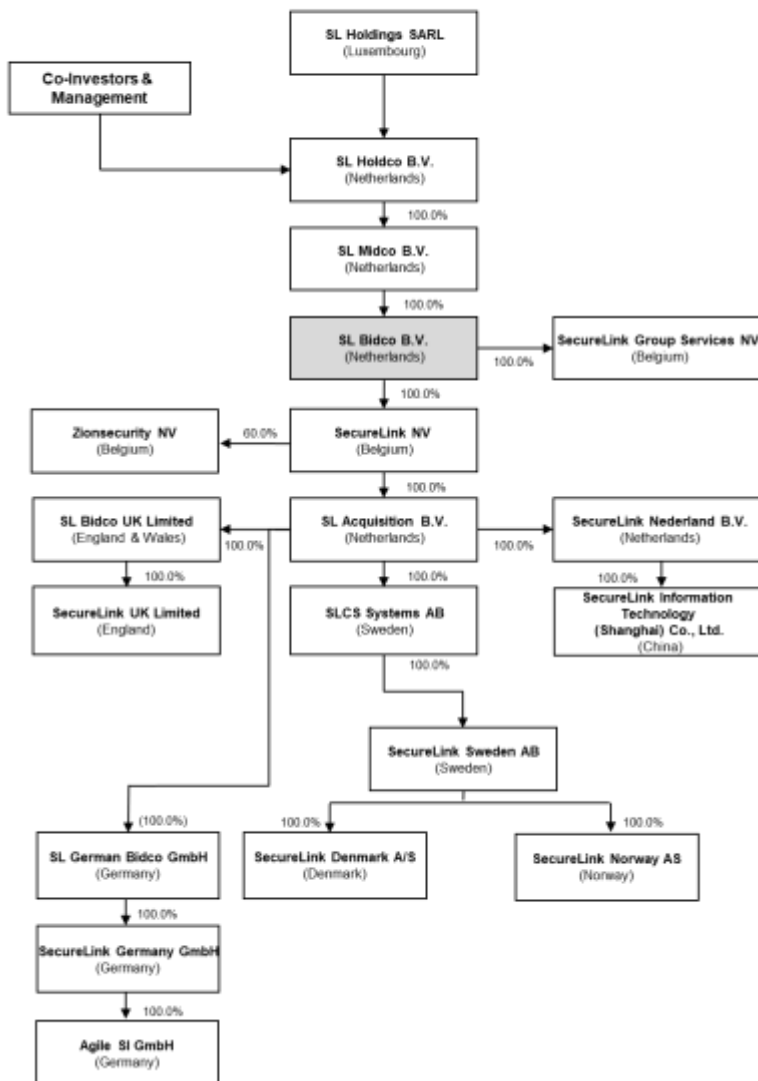 SL Holdings SARL
(Luxembourg)
Co-Investors &
Management
SL Holdco B.V.
(Netherlands)
100.0%
SL Midco B.V.
(Netherlands)
100.0%
SL Bidco B.V.
(Netherlands)
100.0%
SecureLink Group Services NV
(Belgium)
100.0%
Zionsecurity NV
(Belgium)
60.0%
SecureLink NV
(Belgium)
100.0%
SL Bidco UK Limited
(England & Wales)
100.0%
SL Acquisition B.V.
(Netherlands)
100.0%
SecureLink Nederland B.V.
(Netherlands)
100.0%
100.0%
100.0%
SecureLink UK Limited
(England)
SLCS Systems AB
(Sweden)
SecureLink Information
Technology
(Shanghai) Co., Ltd.
(China)
100.0%
SecureLink Sweden AB
(Sweden)
(100.0%)
100.0%
100.0%
SL German Bidco GmbH
(Germany)
SecureLink Denmark A/S
(Denmark)
SecureLink Norway AS
(Norway)
100.0%
SecureLink Germany GmbH
(Germany)
100.0%
Agile SI GmbH
(Germany)